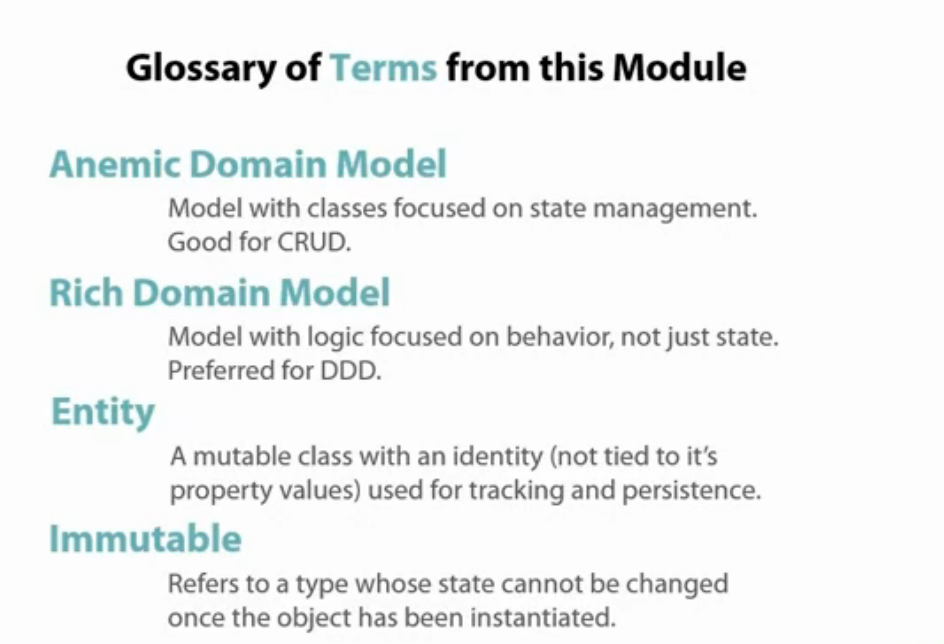 Glossary of Terms from this Module
Anemic Domain Model
Model with classes focused on state management.
Good for CRUD.
Rich Domain Model
Model with logic focused on behavior, not just state.
Preferred for DDD.
Entity
A mutable class with an identity (not tied to it’s
property values) used for tracking and persistence.
Immutable
Refers to a type whose state cannot be changed
once the object has been instantiated.